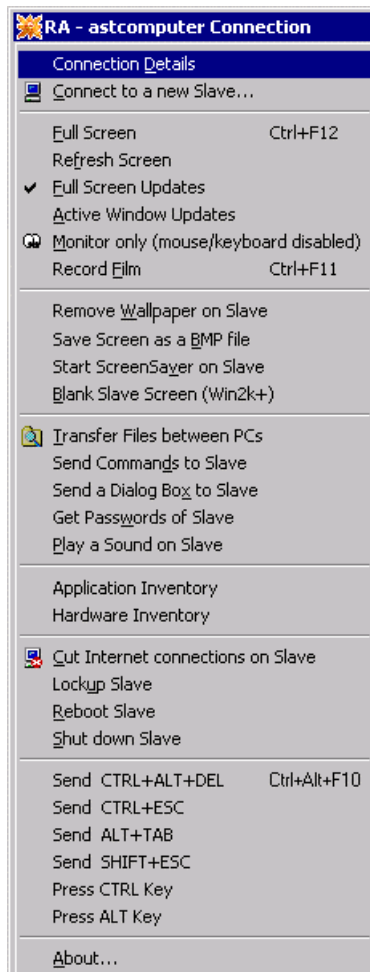 RA - astcomputer Connection
Connection Details
Connect to a new Slave...
Full Screen Ctrl+F12
Refresh Screen
Full Screen Updates
Active Window Updates
Monitor only (mouse/keyboard disabled)
Record Film Ctrl+F11
Remove Wallpaper on Slave
Save Screen as a BMP file
Start ScreenSaver on Slave
Blank Slave Screen (Win2k+)
Transfer Files between PCs
Send Commands to Slave
Send a Dialog Box to Slave
Get Passwords of Slave
Play a Sound on Slave
Application Inventory
Hardware Inventory
Cut Internet connections on Slave
Lockup Slave
Reboot Slave
Shut down Slave
Send CTRL+ALT+DEL Ctrl+Alt+F10
Send CTRL+ESC
Send ALT+TAB
Send SHIFT+ESC
Press CTRL Key
Press ALT Key
About...